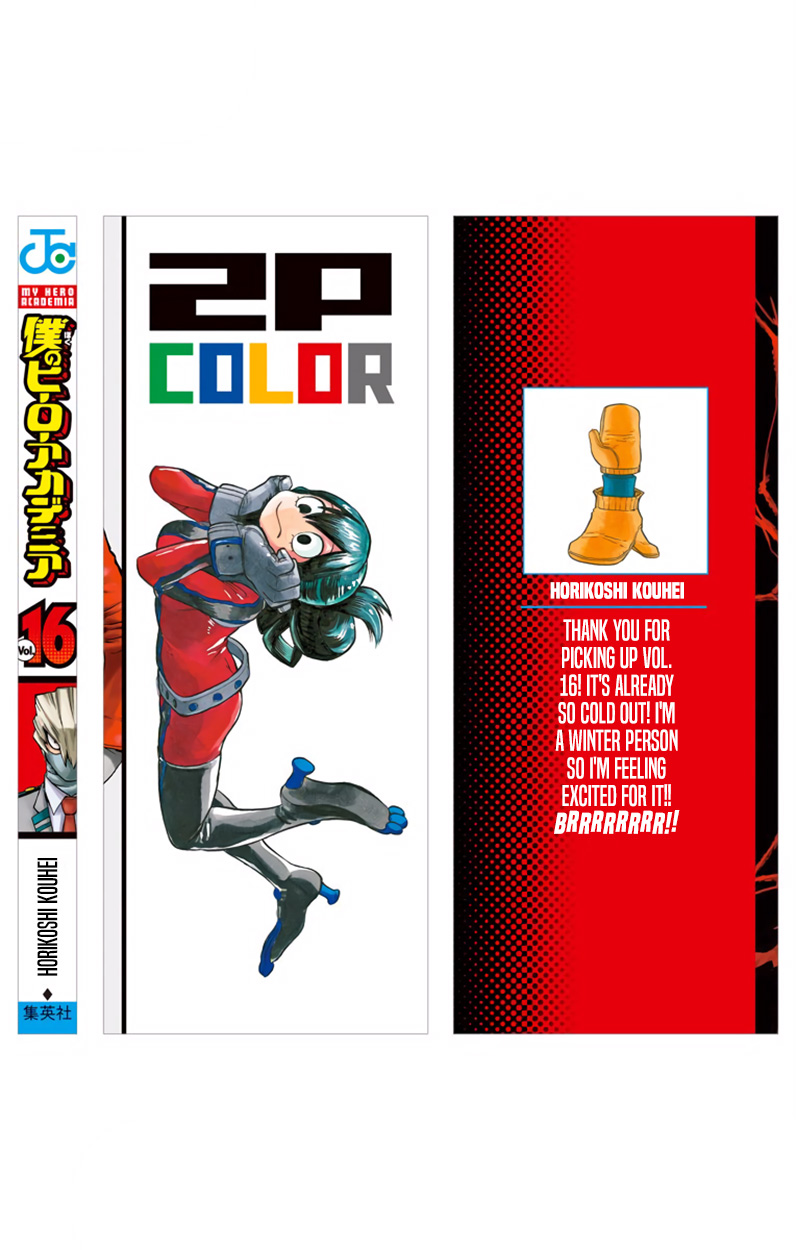 MY HERO
ACADEMIA
僕のヒーローアカデミア
ぼく
Vol.16
HORIKOSHI KOUHEI
集英社
2P
COLOR
HORIKOSHI KOUHEI
THANK YOU FOR
PICKING UP VOL.
16! IT'S ALREADY
SO COLD OUT! I'M
A WINTER PERSON
SO I'M FEELING
EXCITED FOR IT!!
BRRRRRRRR!!